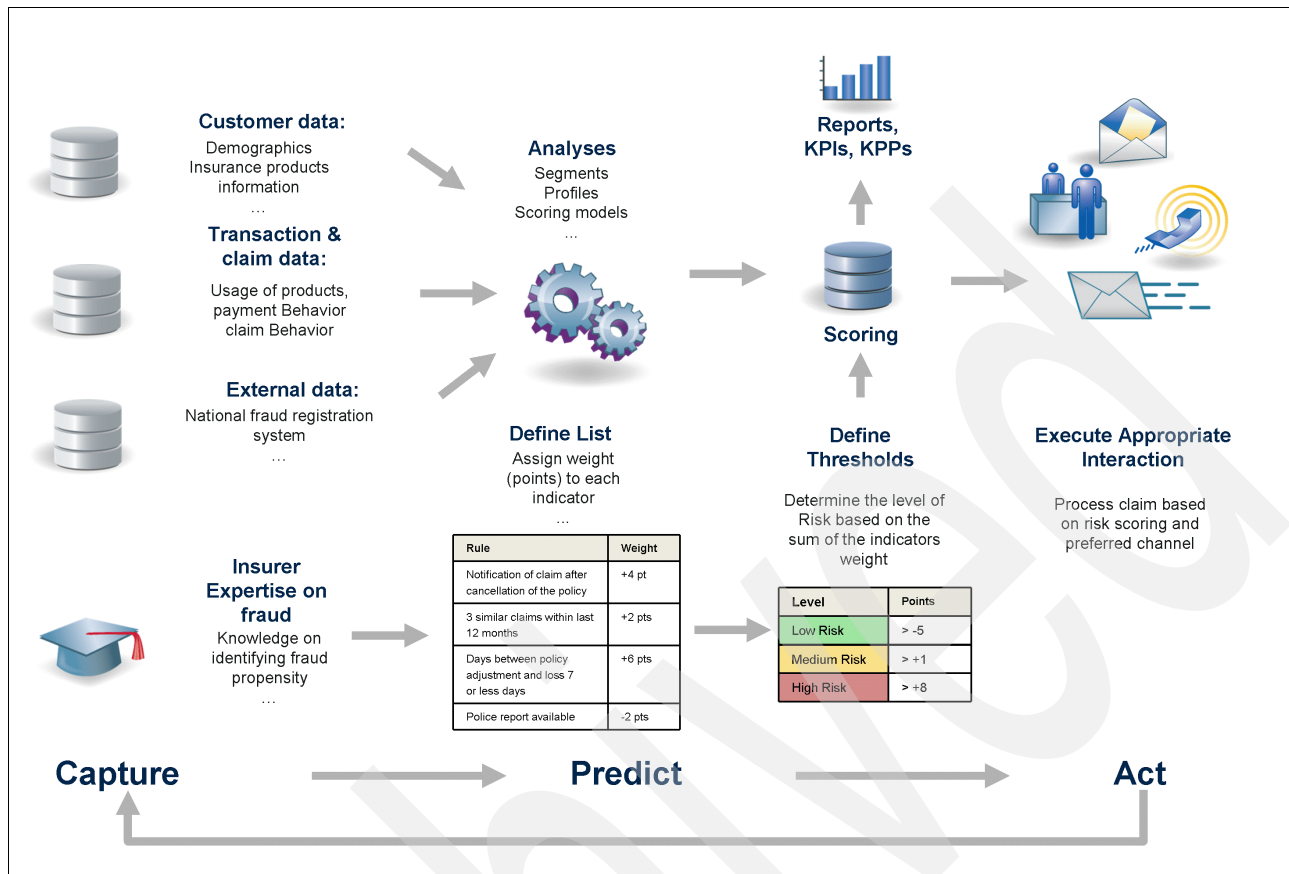 Customer data:
Demographics
Insurance products
information
...
Transaction &
claim data:
Usage of products,
payment Behavior
claim Behavior
External data:
National fraud registration
system
...
Insurer
Expertise on
fraud
Knowledge on
identifying fraud
propensity
...
Analyses
Segments
Profiles
Scoring models
...
Define List
Assign weight
(points) to each
indicator
...
Rule Weight
Notification of claim after +4 pt
cancellation of the policy
3 similar claims within last +2 pts
12 months
Days between policy +6 pts
adjustment and loss 7
or less days
Police report available -2 pts
Reports,
KPIs, KPPs
Scoring
Define
Thresholds
Determine the level of
Risk based on the
sum of the indicators
weight
Level Points
Low Risk > -5
Medium Risk > +1
High Risk > +8
Execute Appropriate
Interaction
Process claim based
on risk scoring and
preferred channel
Capture Predict Act